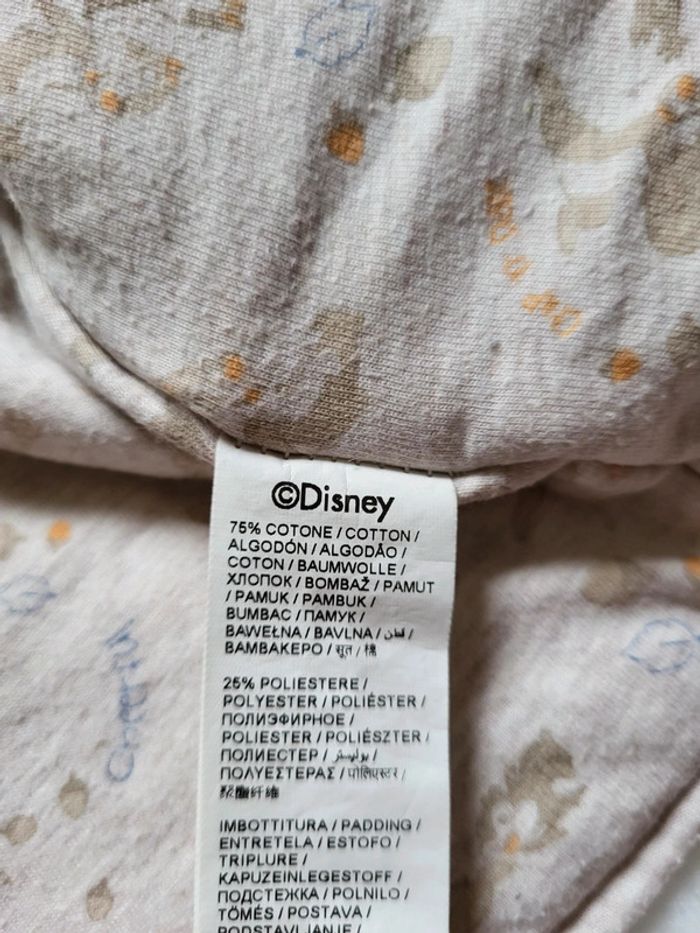 Cheerful
©Disney
75% COTONE / COTTON /
ALGODÓN / ALGODÃO /
COTON / BAUMWOLLE /
ХЛОПОК / BOMBAŽ / PAMUT
/ PAMUK / PAMBUK /
BUMBAC / ПАМУК /
BAWEŁNA / BAVLNA / قطن /
BAMBAKEPO / सूत / 棉
25% POLIESTERE /
POLYESTER / POLIÉSTER /
ПОЛИЭФИРНОЕ /
POLIESTER / POLIÉSZTER /
ПОЛИЕСТЕР / بوليستر /
ΠΟΛΥΕΣΤΕΡΑΣ / पोलिएस्टर /
聚酯纤维
IMBOTTITURA / PADDING /
ENTRETELA / ESTOFO /
TRIPLURE /
KAPUZEINLEGESTOFF /
ПОДСТЕЖКА / POLNILO /
TÖMÉS / POSTAVA /
PODSTAVLJANJE /